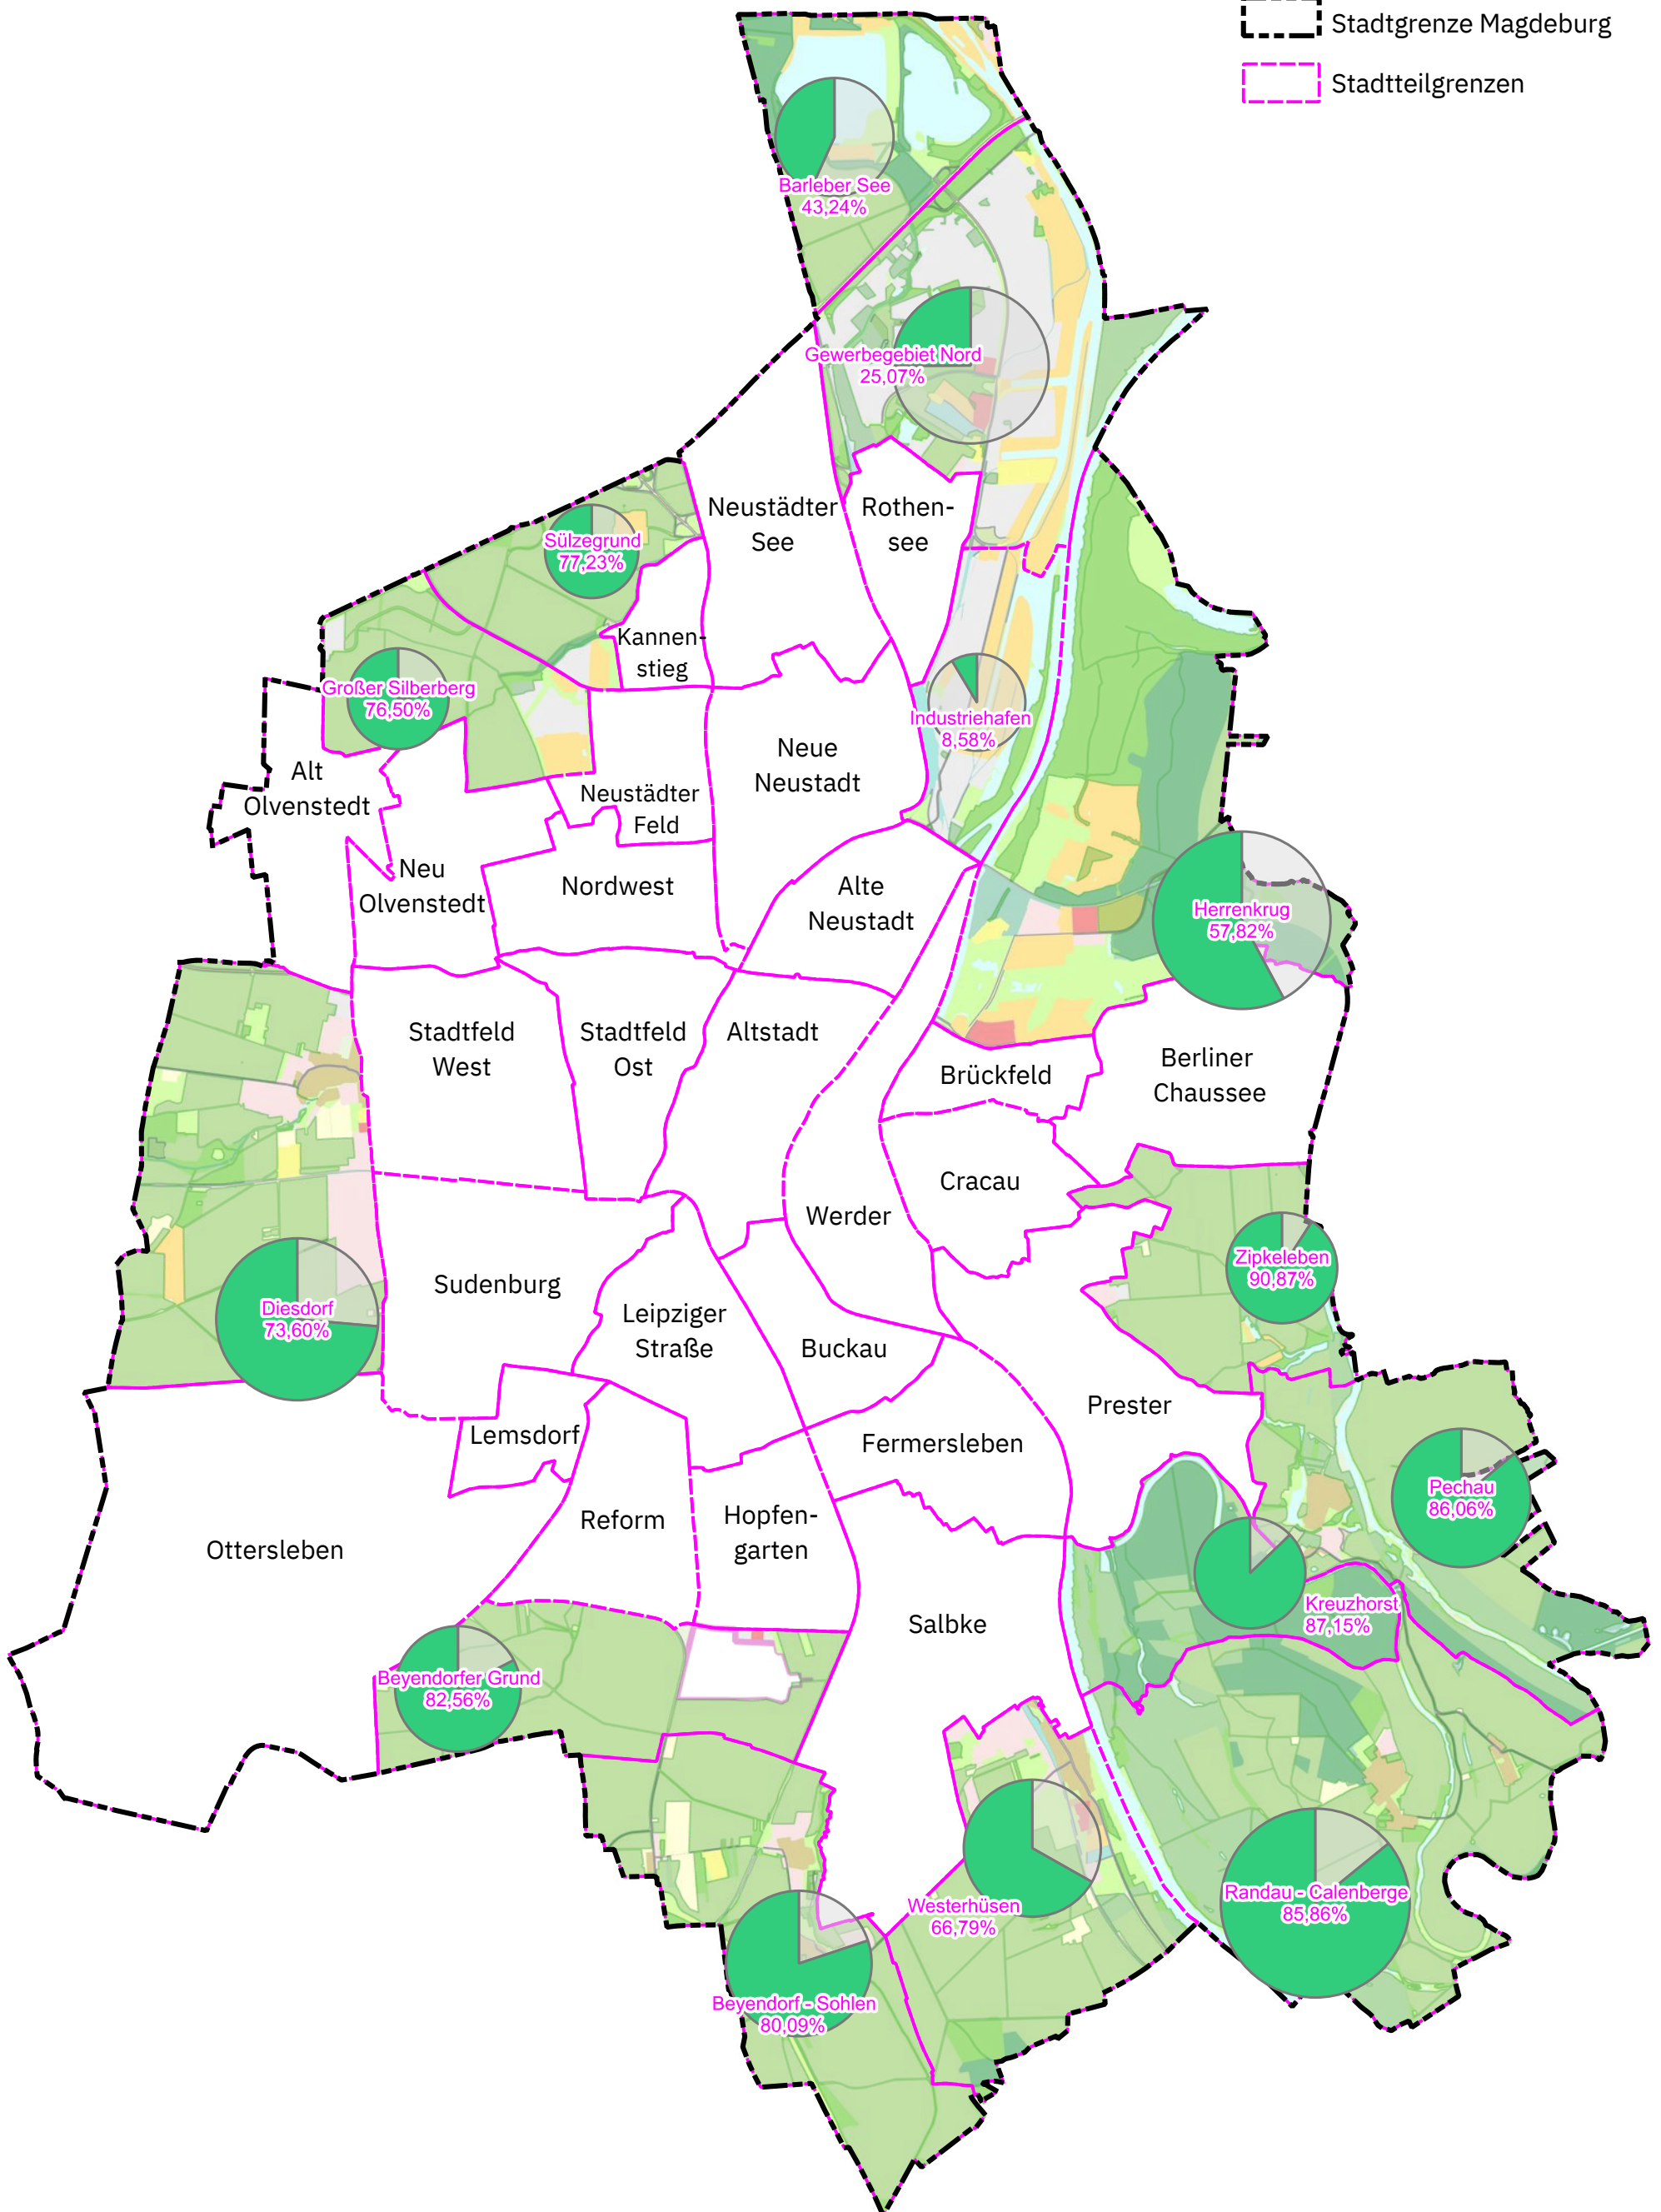 Stadtgrenze Magdeburg
Stadtteilgrenzen
Barleber See
43,24%
Gewerbegebiet Nord
25,07%
Neustädter
See
Rothen-
see
Sülzegrund
77,23%
Kannen-
stieg
Großer Silberberg
76,50%
Industriehafen
8,58%
Alt
Olvenstedt
Neue
Neustadt
Neustädter
Feld
Neu
Olvenstedt
Nordwest
Alte
Neustadt
Herrenkrug
57,82%
Stadtfeld
West
Stadtfeld
Ost
Altstadt
Brückfeld
Berliner
Chaussee
Cracau
Werder
Zipkeleben
90,87%
Diesdorf
73,60%
Sudenburg
Leipziger
Straße
Buckau
Prester
Lemsdorf
Fermersleben
Pechau
86,06%
Reform
Hopfen-
garten
Ottersleben
Kreuzhorst
87,15%
Salbke
Beyendorfer Grund
82,56%
Westerhüsen
66,79%
Randau - Calenberge
85,86%
Beyendorf - Sohlen
80,09%